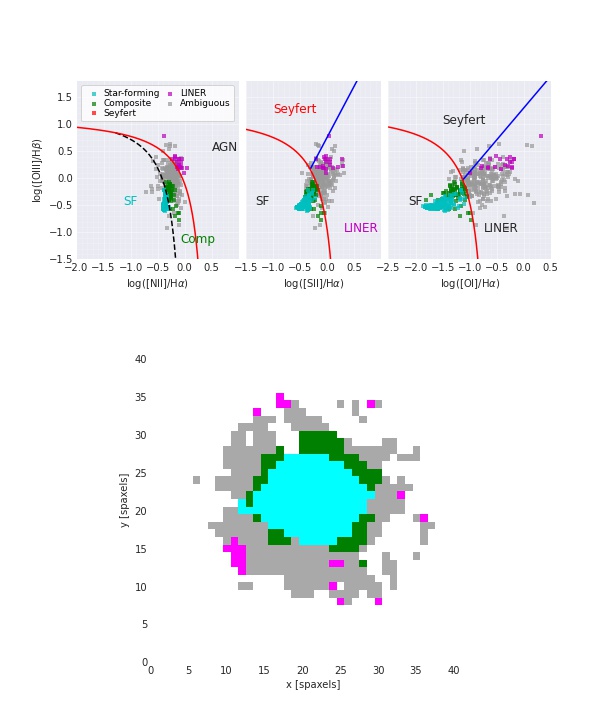 Star-forming
Composite
Seyfert
LINER
Ambiguous
1.5
1.0
0.5
0.0
−0.5
−1.0
−1.5
log([OIII]/Hβ)
AGN
SF
Comp
−2.0 −1.5 −1.0 −0.5 0.0 0.5
log([NII]/Hα)
Seyfert
SF
LINER
−1.5 −1.0 −0.5 0.0 0.5
log([SII]/Hα)
Seyfert
SF
LINER
−2.5 −2.0 −1.5 −1.0 −0.5 0.0 0.5
log([OI]/Hα)
40
35
30
25
20
15
10
5
0
y [spaxels]
0 5 10 15 20 25 30 35 40
x [spaxels]